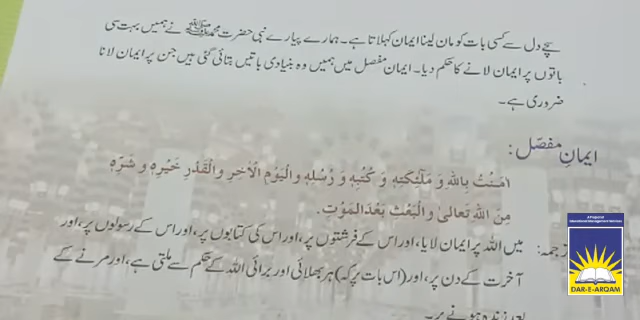 سچے دل سے کسی بات کو مان لینا ایمان کہلاتا ہے۔ ہمارے پیارے نبی حضرت محمد ﷺ نے ہمیں بہت سی
باتوں پر ایمان لانے کا حکم دیا۔ ایمان مفصل میں ہمیں وہ بنیادی باتیں بتائی گئی ہیں جن پر ایمان لانا
ضروری ہے۔
ایمانِ مفصّل:
اٰمَنْتُ بِاللّٰهِ وَ مَلٰٓئِكَتِهٖ وَ كُتُبِهٖ وَ رُسُلِهٖ وَالْيَوْمِ الْاٰخِرِ وَالْقَدْرِ خَيْرِهٖ وَ شَرِّهٖ
مِنَ اللّٰهِ تَعَالٰى وَالْبَعْثِ بَعْدَالْمَوْتِ.
ترجمہ: میں اللہ پر ایمان لایا، اور اس کے فرشتوں پر، اور اس کی کتابوں پر، اور اس کے رسولوں پر، اور
آخرت کے دن پر، اور (اس بات پر کہ) ہر بھلائی اور برائی اللہ کے حکم سے ملتی ہے، اور مرنے کے
بعد زندہ ہونے پر۔
DAR-E-ARQAM